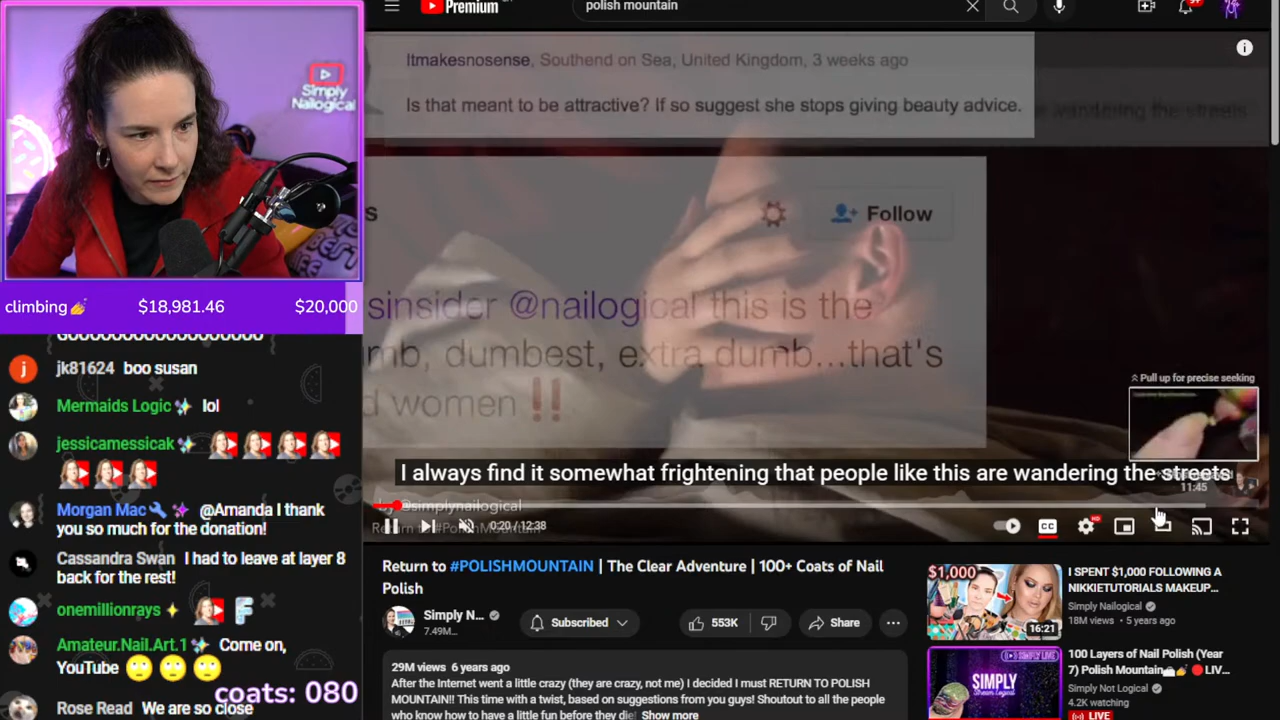 Simply
Nailogical
climbing💅 $18,981.46 $20,000
jk81624 boo susan
Mermaids Logic lol
jessicamessicak
Morgan Mac @Amanda I thank
you so much for the donation!
Cassandra Swan I had to leave at layer 8
back for the rest!
onemillionrays
Amateur.Nail.Art.1 Come on,
YouTube 🙄 🙄 🙄
Rose Read We are so close
coats: 080
Premium
polish mountain
Itmakesnosense, Southend on Sea, United Kingdom, 3 weeks ago
Is that meant to be attractive? If so suggest she stops giving beauty advice.
e wandering the streets
s
Follow
sinsider @nailogical this is the
mb, dumbest, extra dumb...that's
d women ‼
Pull up for precise seeking
I always find it somewhat frightening that people like this are wandering the streets
11:45
by @simplynailogical
Return to #PolishMountain
0:20 / 12:38
CC
HD
Return to #POLISHMOUNTAIN | The Clear Adventure | 100+ Coats of Nail
Polish
Simply N...
7.49M...
Subscribed
553K
Share
29M views 6 years ago
After the Internet went a little crazy (they are crazy, not me) I decided I must RETURN TO POLISH
MOUNTAIN!! This time with a twist, based on suggestions from you guys! Shoutout to all the people
who know how to have a little fun before they die! Show more
$1,000
16:21
I SPENT $1,000 FOLLOWING A
NIKKIETUTORIALS MAKEUP...
Simply Nailogical
18M views • 5 years ago
SIMPLY LIVE
SIMPLY
100 Layers of Nail Polish (Year
7) Polish Mountain🏔💅 🔴LIV...
Simply Not Logical
4.2K watching
LIVE